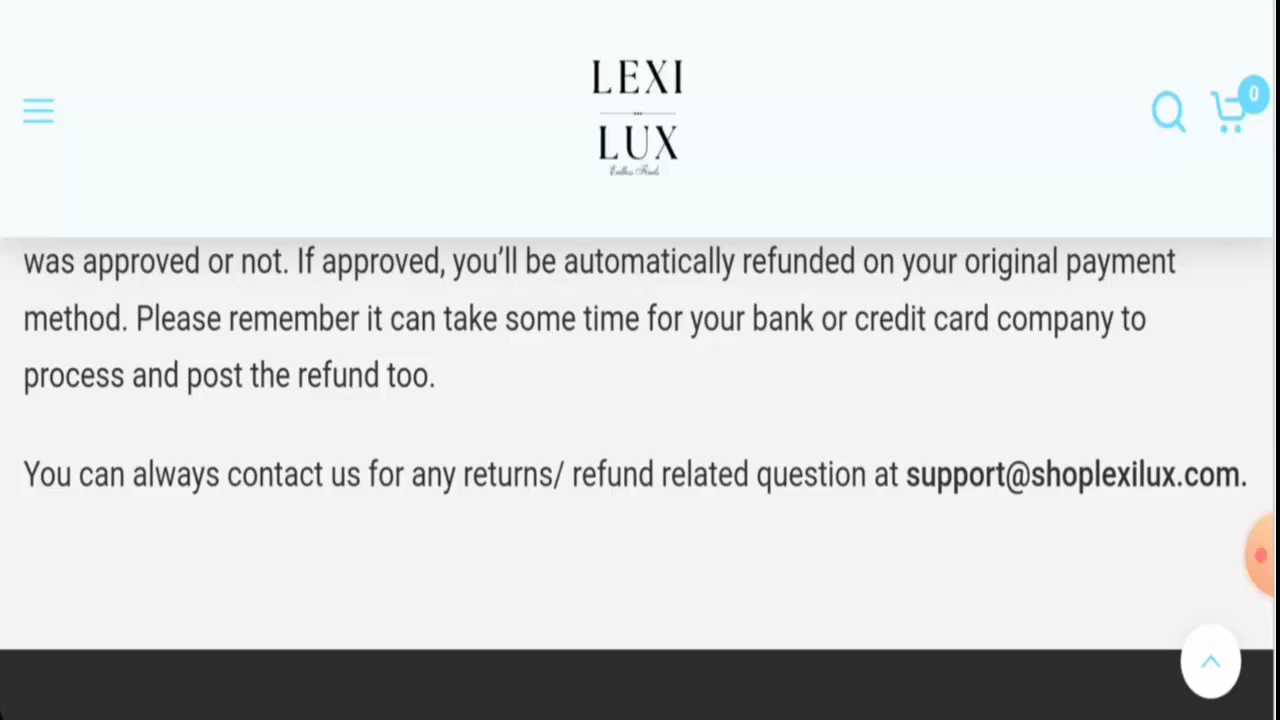 LEXI
LUX
Endless Finds
0
was approved or not. If approved, you’ll be automatically refunded on your original payment
method. Please remember it can take some time for your bank or credit card company to
process and post the refund too.
You can always contact us for any returns/ refund related question at support@shoplexilux.com.